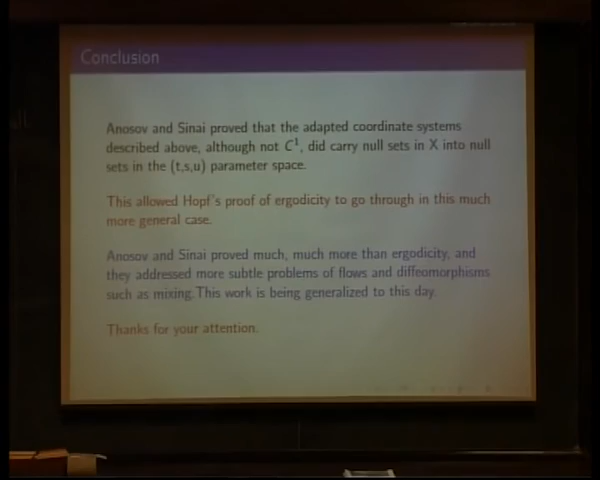 Conclusion
Anosov and Sinai proved that the adapted coordinate systems
described above, although not C¹, did carry null sets in X into null
sets in the (t,s,u) parameter space.
This allowed Hopf's proof of ergodicity to go through in this much
more general case.
Anosov and Sinai proved much, much more than ergodicity, and
they addressed more subtle problems of flows and diffeomorphisms
such as mixing.This work is being generalized to this day.
Thanks for your attention.